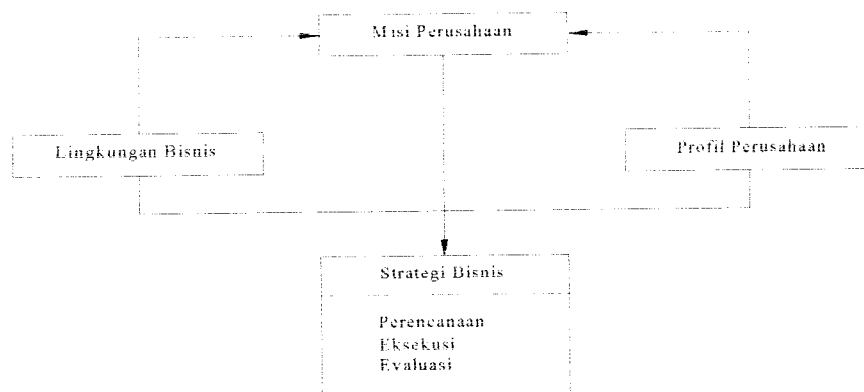 Misi Perusahaan
Lingkungan Bisnis
Profil Perusahaan
Strategi Bisnis
Perencanaan
Eksekusi
Evaluasi